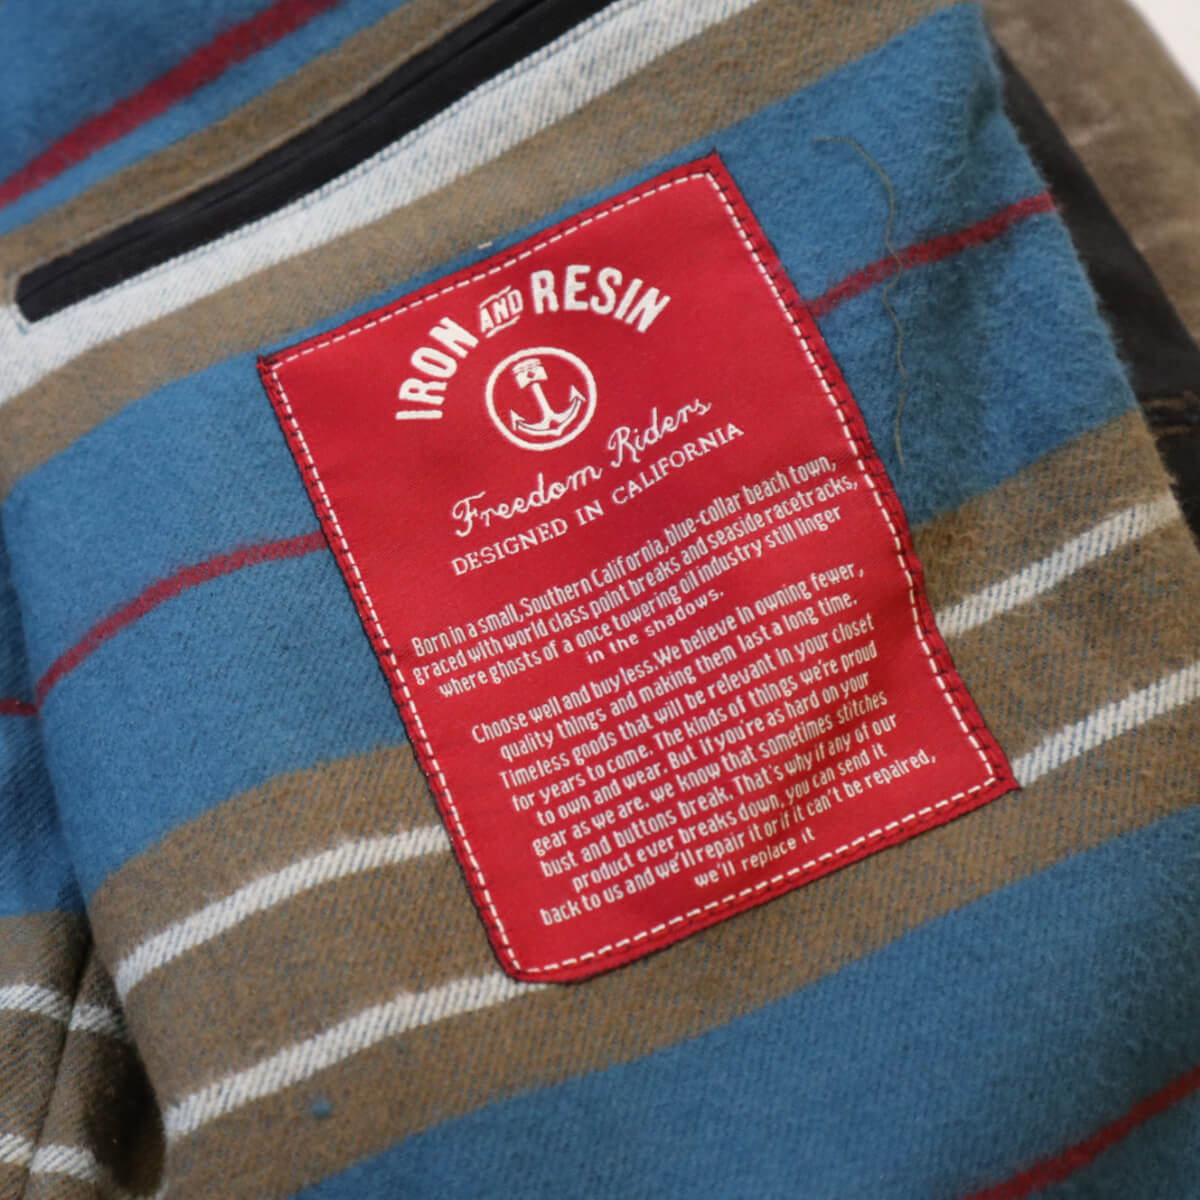 IRON AND RESIN
Freedom Riders
DESIGNED IN CALIFORNIA
Born in a small, Southern California, blue-collar beach town,
graced with world class point breaks and seaside racetracks,
where ghosts of a once towering oil industry still linger
in the shadows.
Choose well and buy less. We believe in owning fewer,
quality things and making them last a long time.
Timeless goods that will be relevant in your closet
for years to come. The kinds of things we're proud
to own and wear. But if you're as hard on your
gear as we are. we know that sometimes stitches
bust and buttons break. That's why if any of our
product ever breaks down, you can send it
back to us and we'll repair it or if it can't be repaired,
we'll replace it